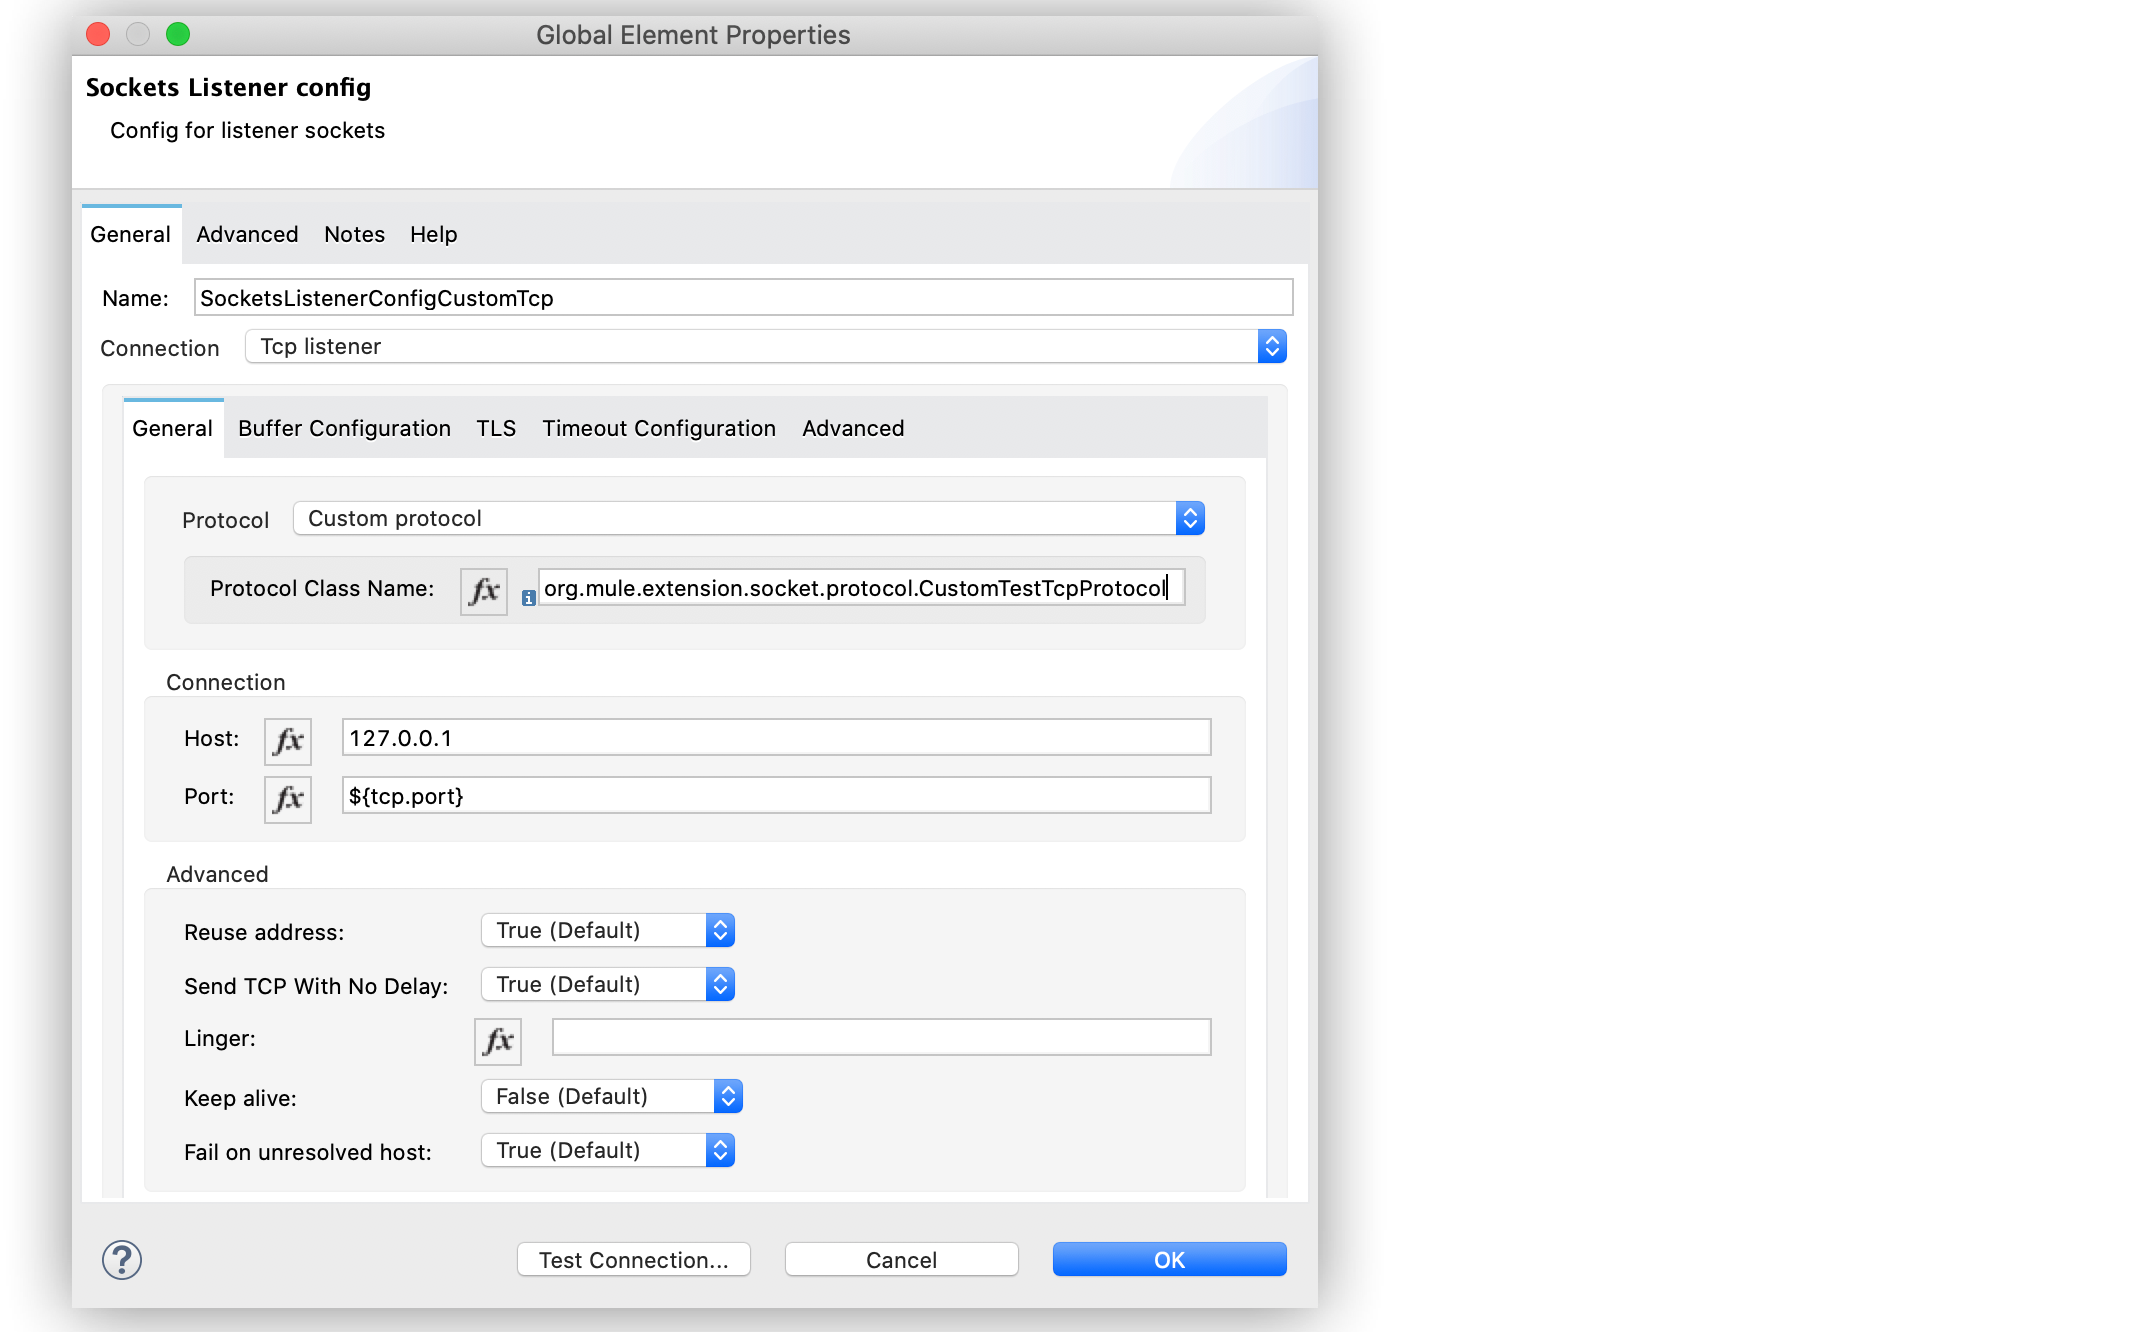 Global Element Properties
Sockets Listener config
Config for listener sockets
General Advanced Notes Help
Name: SocketsListenerConfigCustomTcp
Connection Tcp listener
General Buffer Configuration TLS Timeout Configuration Advanced
Protocol Custom protocol
Protocol Class Name: fx i org.mule.extension.socket.protocol.CustomTestTcpProtocol
Connection
Host: fx 127.0.0.1
Port: fx ${tcp.port}
Advanced
Reuse address: True (Default)
Send TCP With No Delay: True (Default)
Linger: fx
Keep alive: False (Default)
Fail on unresolved host: True (Default)
? Test Connection... Cancel OK